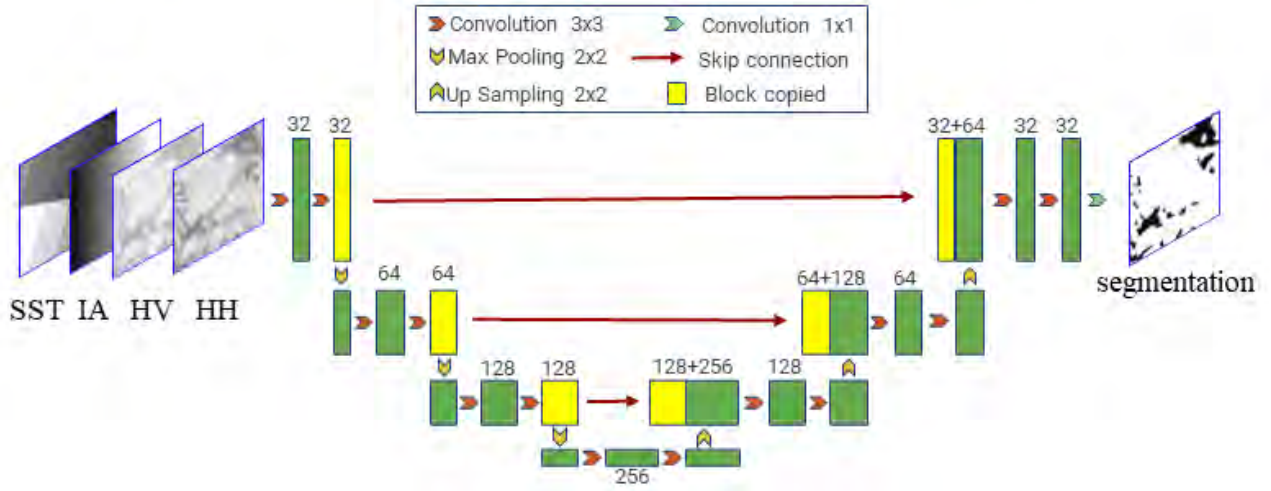 Convolution 3x3
Convolution 1x1
Max Pooling 2x2
Skip connection
Up Sampling 2x2
Block copied
32 32
32+64 32 32
SST IA HV HH
segmentation
64 64
64+128 64
128 128
128+256 128
256